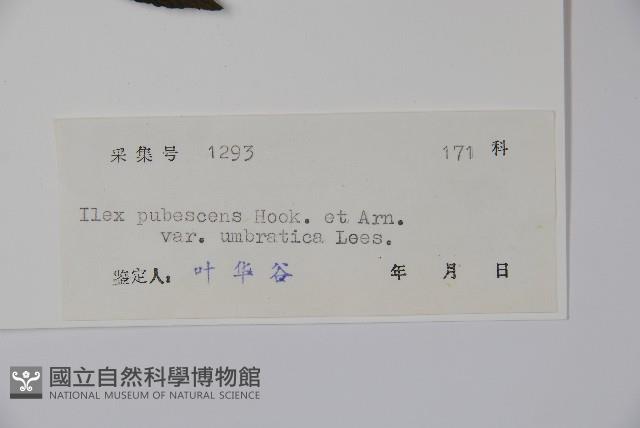 采集号 1293 171 科
Ilex pubescens Hook. et Arn.
var. umbratica Loes.
鉴定人: 叶华谷 年 月 日
國立自然科學博物館
NATIONAL MUSEUM OF NATURAL SCIENCE